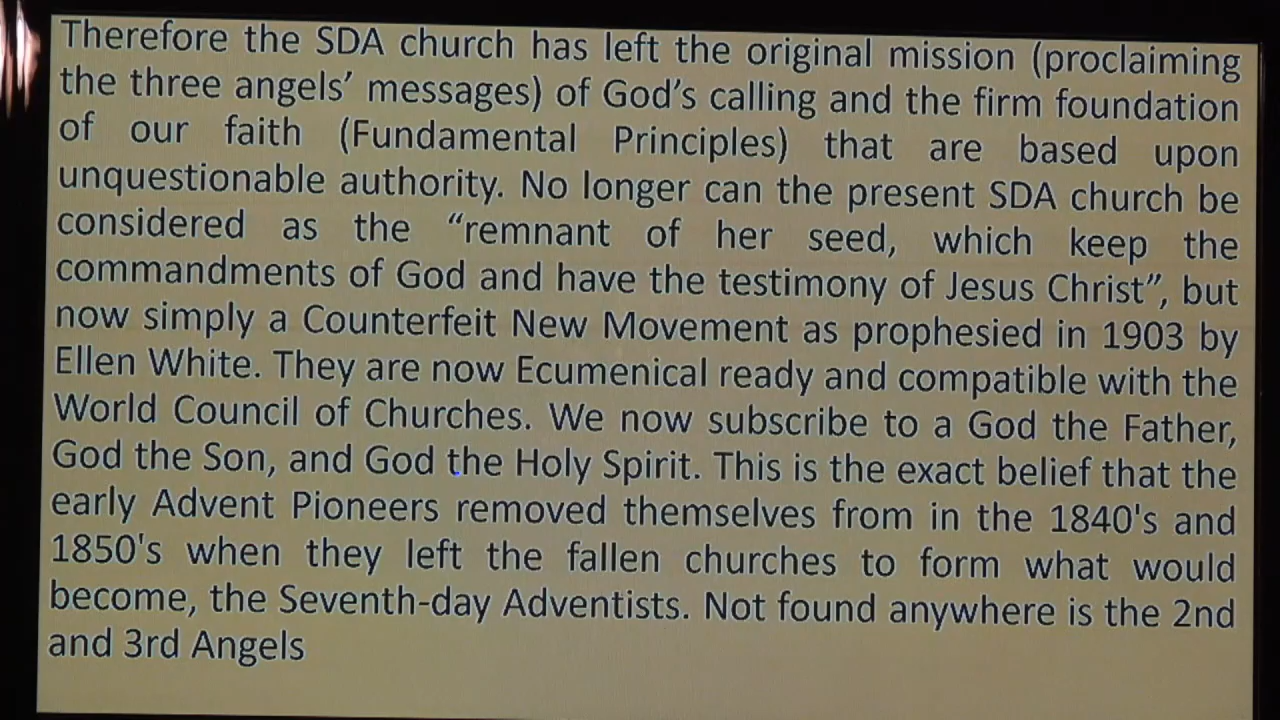 Therefore the SDA church has left the original mission (proclaiming
the three angels’ messages) of God’s calling and the firm foundation
of our faith (Fundamental Principles) that are based upon
unquestionable authority. No longer can the present SDA church be
considered as the “remnant of her seed, which keep the
commandments of God and have the testimony of Jesus Christ”, but
now simply a Counterfeit New Movement as prophesied in 1903 by
Ellen White. They are now Ecumenical ready and compatible with the
World Council of Churches. We now subscribe to a God the Father,
God the Son, and God the Holy Spirit. This is the exact belief that the
early Advent Pioneers removed themselves from in the 1840's and
1850's when they left the fallen churches to form what would
become, the Seventh-day Adventists. Not found anywhere is the 2nd
and 3rd Angels